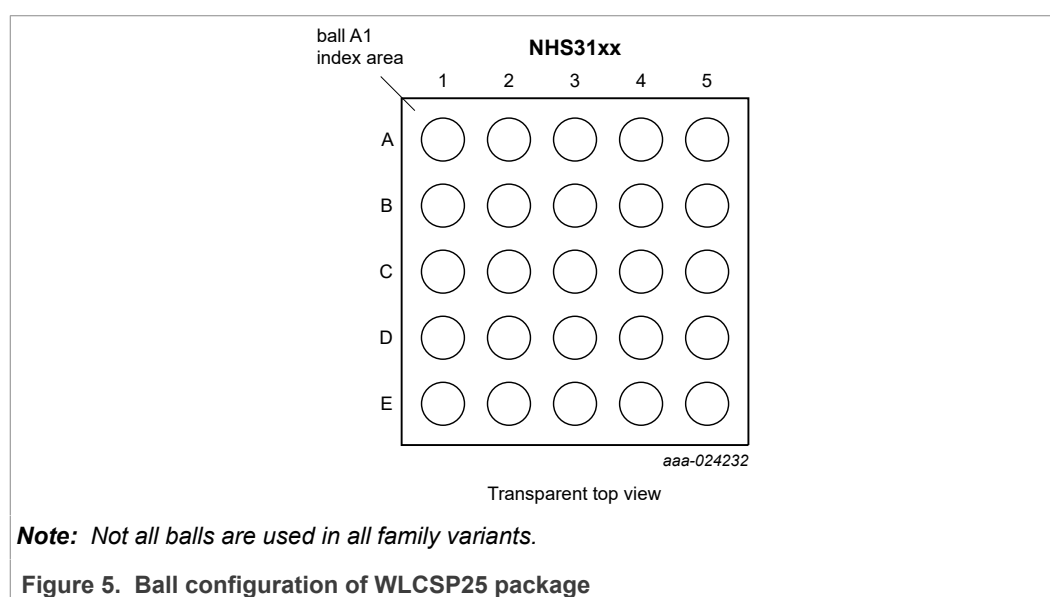 ball A1
index area
NHS31xx
1 2 3 4 5
A
B
C
D
E
aaa-024232
Transparent top view
Note: Not all balls are used in all family variants.
Figure 5. Ball configuration of WLCSP25 package